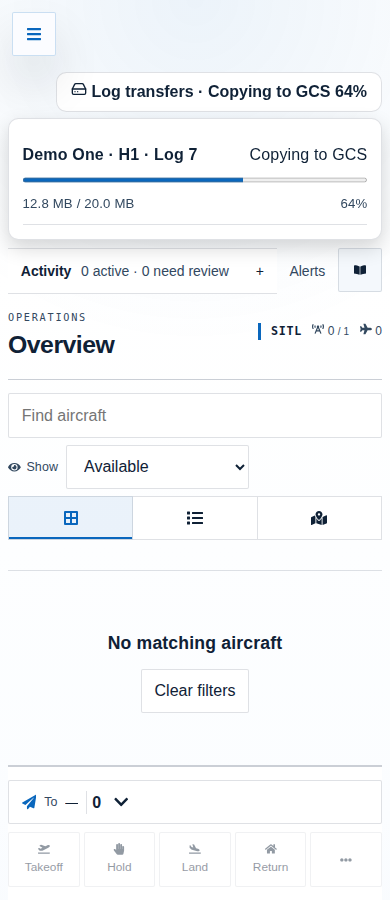 Log transfers · Copying to GCS 64%
Demo One · H1 · Log 7 Copying to GCS
12.8 MB / 20.0 MB 64%
Activity 0 active · 0 need review + Alerts
OPERATIONS
Overview
SITL 0 / 1 0
Find aircraft
Show Available
No matching aircraft
Clear filters
To — 0
Takeoff Hold Land Return